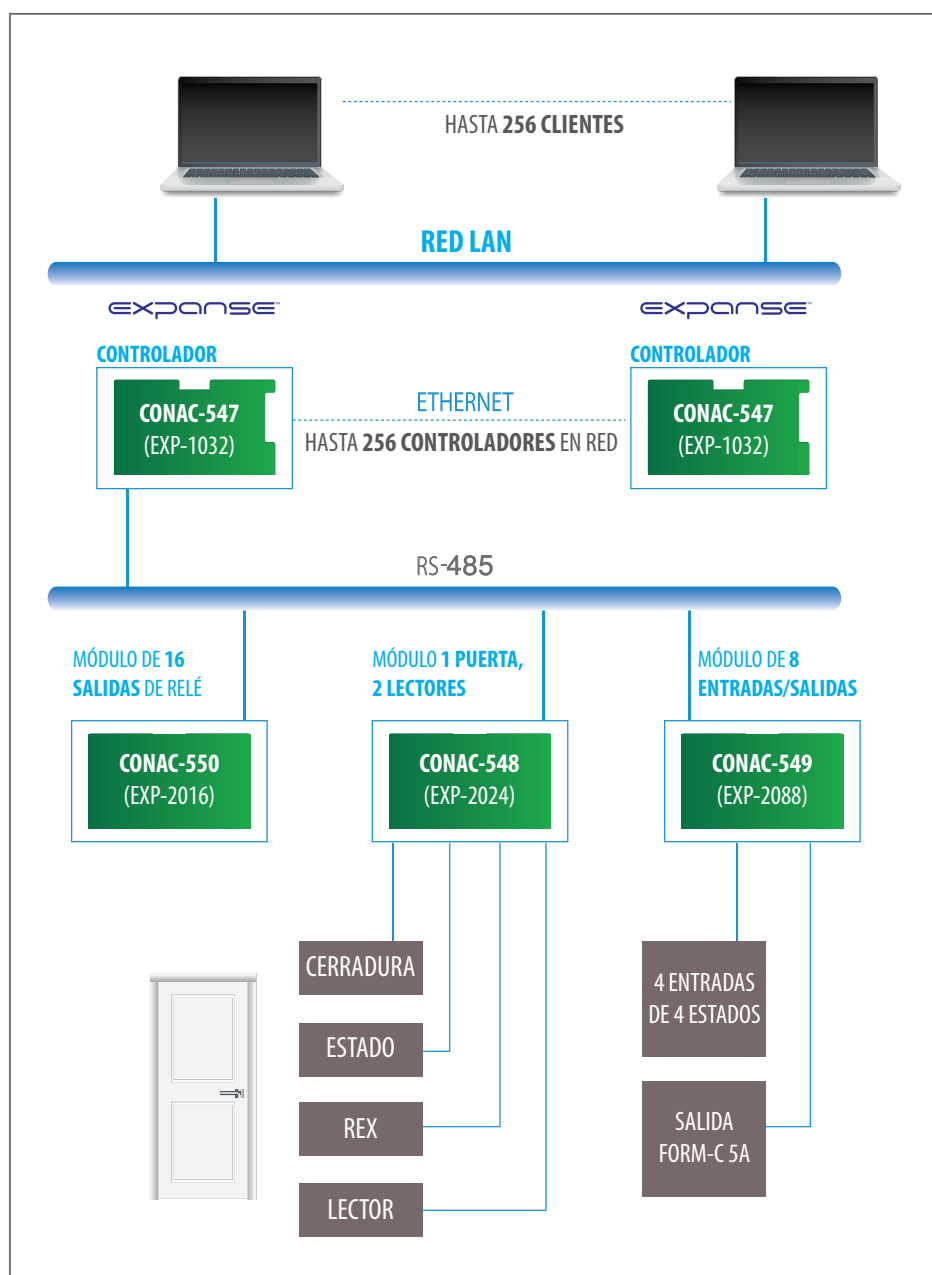 HASTA 256 CLIENTES
RED LAN
expanse™
expanse™
CONTROLADOR
CONTROLADOR
CONAC-547
(EXP-1032)
ETHERNET
HASTA 256 CONTROLADORES EN RED
CONAC-547
(EXP-1032)
RS-485
MÓDULO DE 16
SALIDAS DE RELÉ
MÓDULO 1 PUERTA,
2 LECTORES
MÓDULO DE 8
ENTRADAS/SALIDAS
CONAC-550
(EXP-2016)
CONAC-548
(EXP-2024)
CONAC-549
(EXP-2088)
CERRADURA
ESTADO
REX
LECTOR
4 ENTRADAS
DE 4 ESTADOS
SALIDA
FORM-C 5A